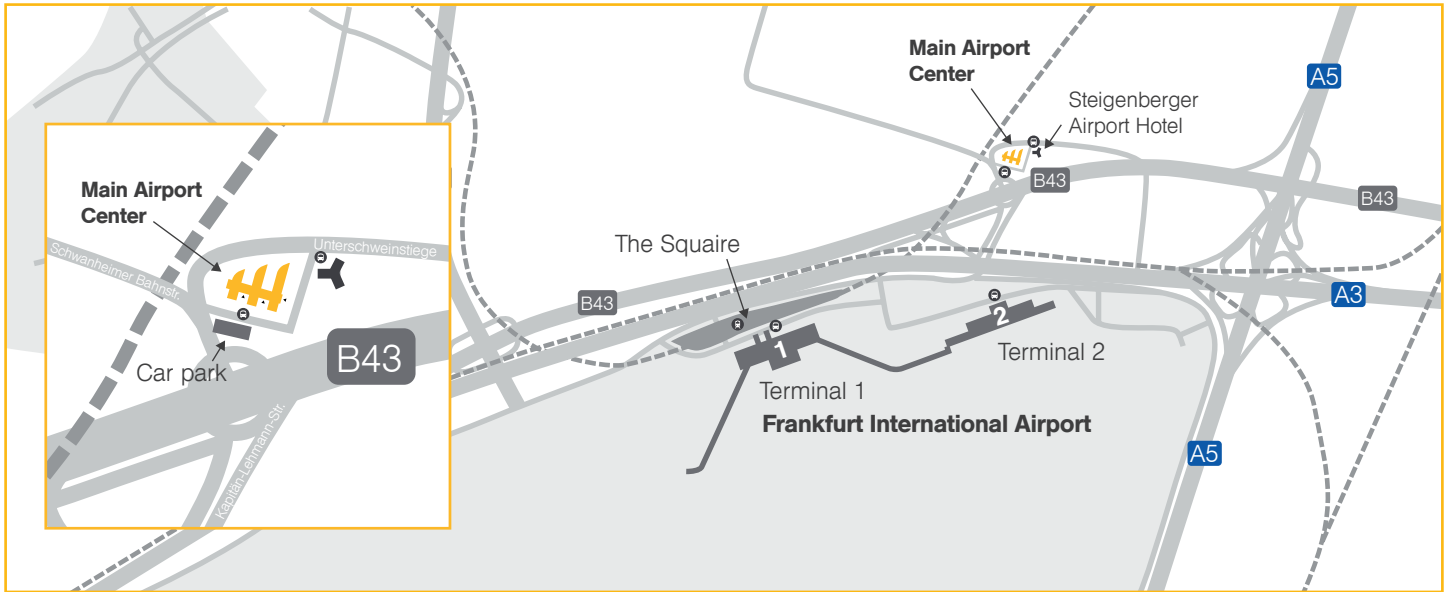 Main Airport
Center
Schwanheimer Bahnstr.
Unterschweinstiege
Car park
B43
Kapitän-Lehmann-Str.
Main Airport
Center
Steigenberger
Airport Hotel
A5
B43
B43
The Squaire
B43
A3
1
2
Terminal 2
Terminal 1
Frankfurt International Airport
A5